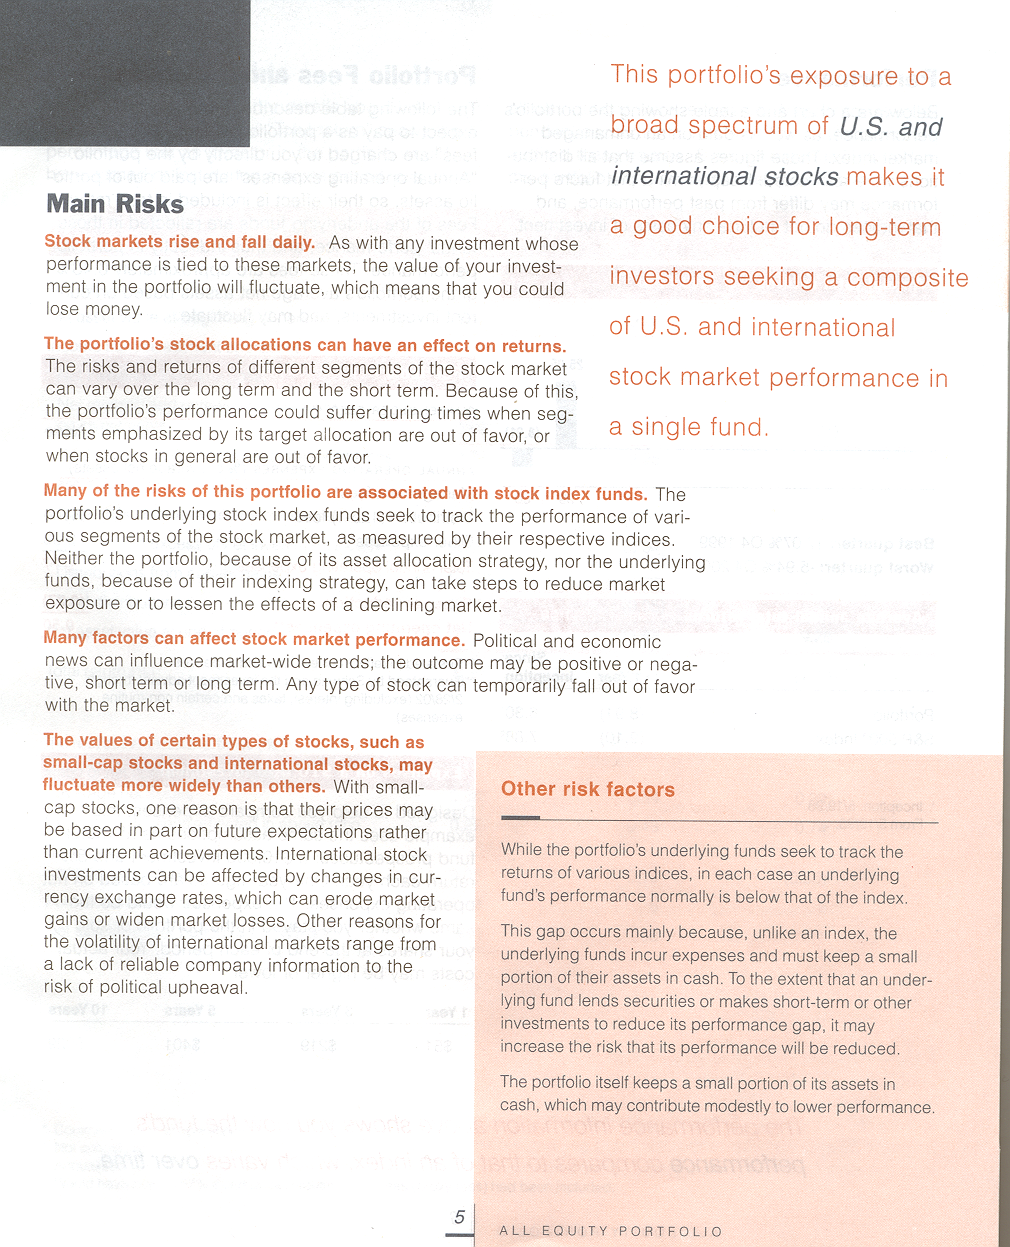 This portfolio's exposure to a
broad spectrum of U.S. and
international stocks makes it
a good choice for long-term
investors seeking a composite
of U.S. and international
stock market performance in
a single fund.
Main Risks
Stock markets rise and fall daily. As with any investment whose
performance is tied to these markets, the value of your invest-
ment in the portfolio will fluctuate, which means that you could
lose money.
The portfolio's stock allocations can have an effect on returns.
The risks and returns of different segments of the stock market
can vary over the long term and the short term. Because of this,
the portfolio's performance could suffer during times when seg-
ments emphasized by its target allocation are out of favor, or
when stocks in general are out of favor.
Many of the risks of this portfolio are associated with stock index funds. The
portfolio's underlying stock index funds seek to track the performance of vari-
ous segments of the stock market, as measured by their respective indices.
Neither the portfolio, because of its asset allocation strategy, nor the underlying
funds, because of their indexing strategy, can take steps to reduce market
exposure or to lessen the effects of a declining market.
Many factors can affect stock market performance. Political and economic
news can influence market-wide trends; the outcome may be positive or nega-
tive, short term or long term. Any type of stock can temporarily fall out of favor
with the market.
The values of certain types of stocks, such as
small-cap stocks and international stocks, may
fluctuate more widely than others. With small-
cap stocks, one reason is that their prices may
be based in part on future expectations rather
than current achievements. International stock
investments can be affected by changes in cur-
rency exchange rates, which can erode market
gains or widen market losses. Other reasons for
the volatility of international markets range from
a lack of reliable company information to the
risk of political upheaval.
Other risk factors
While the portfolio's underlying funds seek to track the
returns of various indices, in each case an underlying
fund's performance normally is below that of the index.
This gap occurs mainly because, unlike an index, the
underlying funds incur expenses and must keep a small
portion of their assets in cash. To the extent that an under-
lying fund lends securities or makes short-term or other
investments to reduce its performance gap, it may
increase the risk that its performance will be reduced.
The portfolio itself keeps a small portion of its assets in
cash, which may contribute modestly to lower performance.
5
ALL EQUITY PORTFOLIO